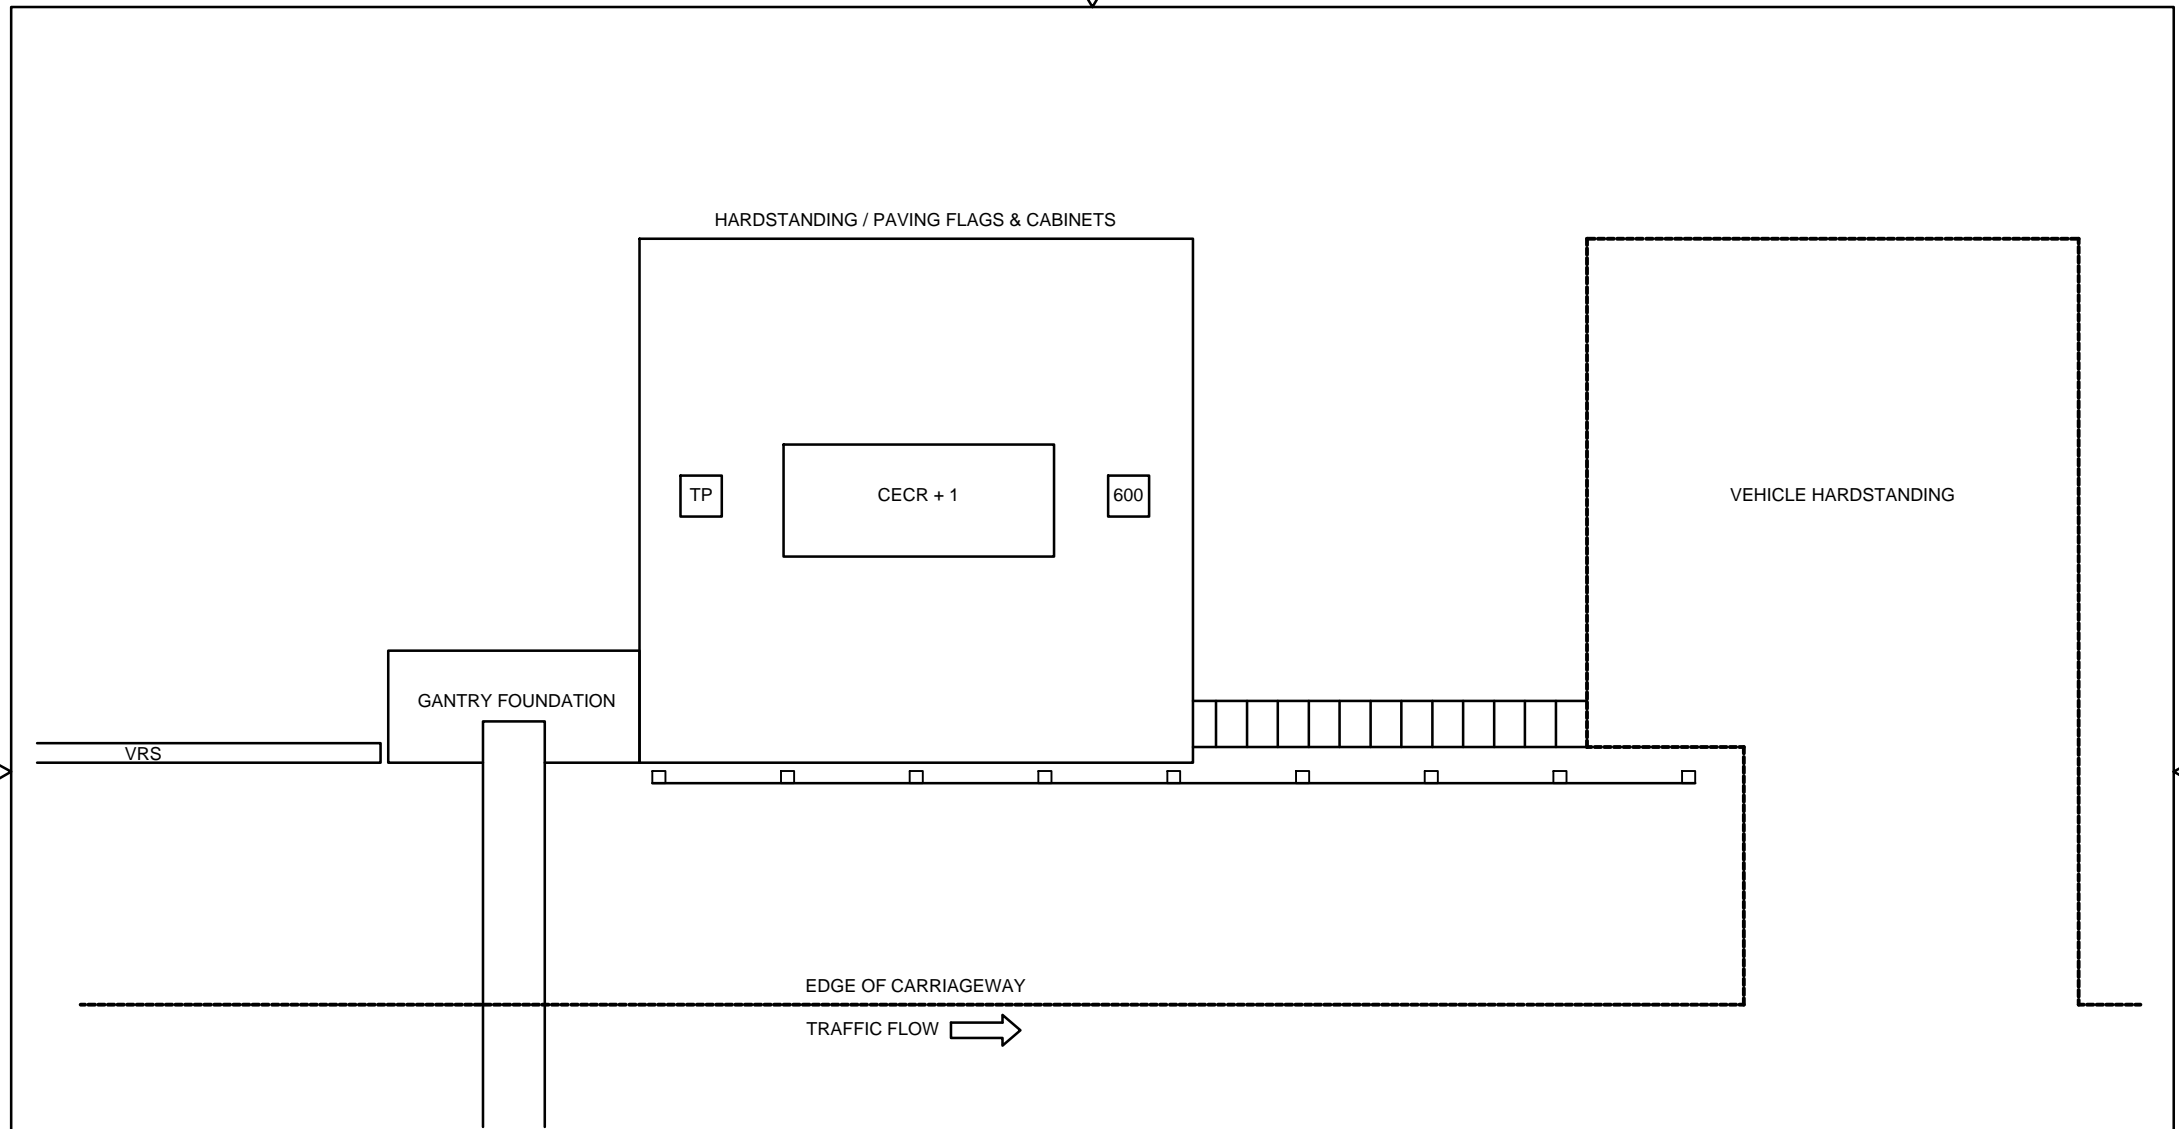 HARDSTANDING / PAVING FLAGS & CABINETS
TP
CECR + 1
600
VEHICLE HARDSTANDING
GANTRY FOUNDATION
VRS
EDGE OF CARRIAGEWAY
TRAFFIC FLOW